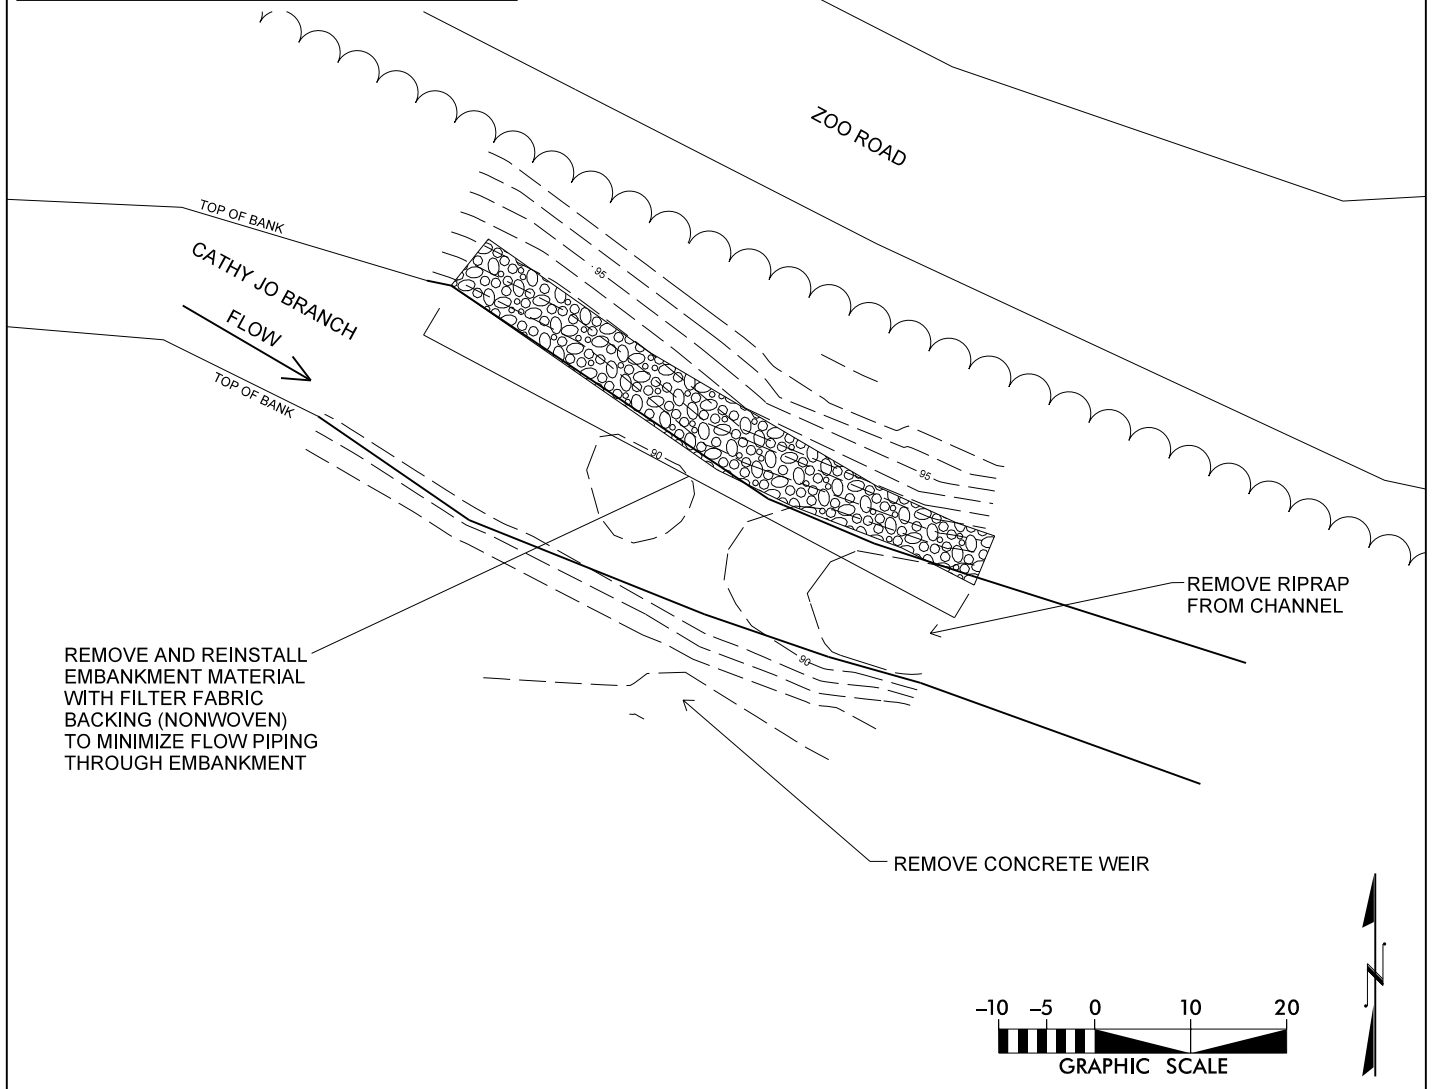 ZOO ROAD
TOP OF BANK
CATHY JO BRANCH
FLOW
TOP OF BANK
95
95
90
90
REMOVE RIPRAP
FROM CHANNEL
REMOVE AND REINSTALL
EMBANKMENT MATERIAL
WITH FILTER FABRIC
BACKING (NONWOVEN)
TO MINIMIZE FLOW PIPING
THROUGH EMBANKMENT
REMOVE CONCRETE WEIR
N
–10 –5 0 10 20
GRAPHIC SCALE